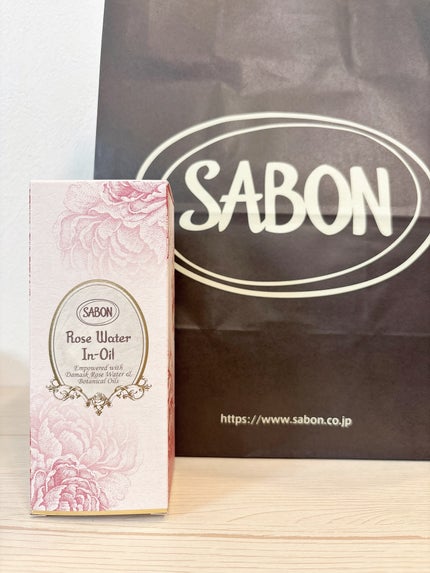 SABON
https://www.sabon.co.jp
SABON
Rose Water
In-Oil
Empowered with
Damask Rose Water &
Botanical Oils